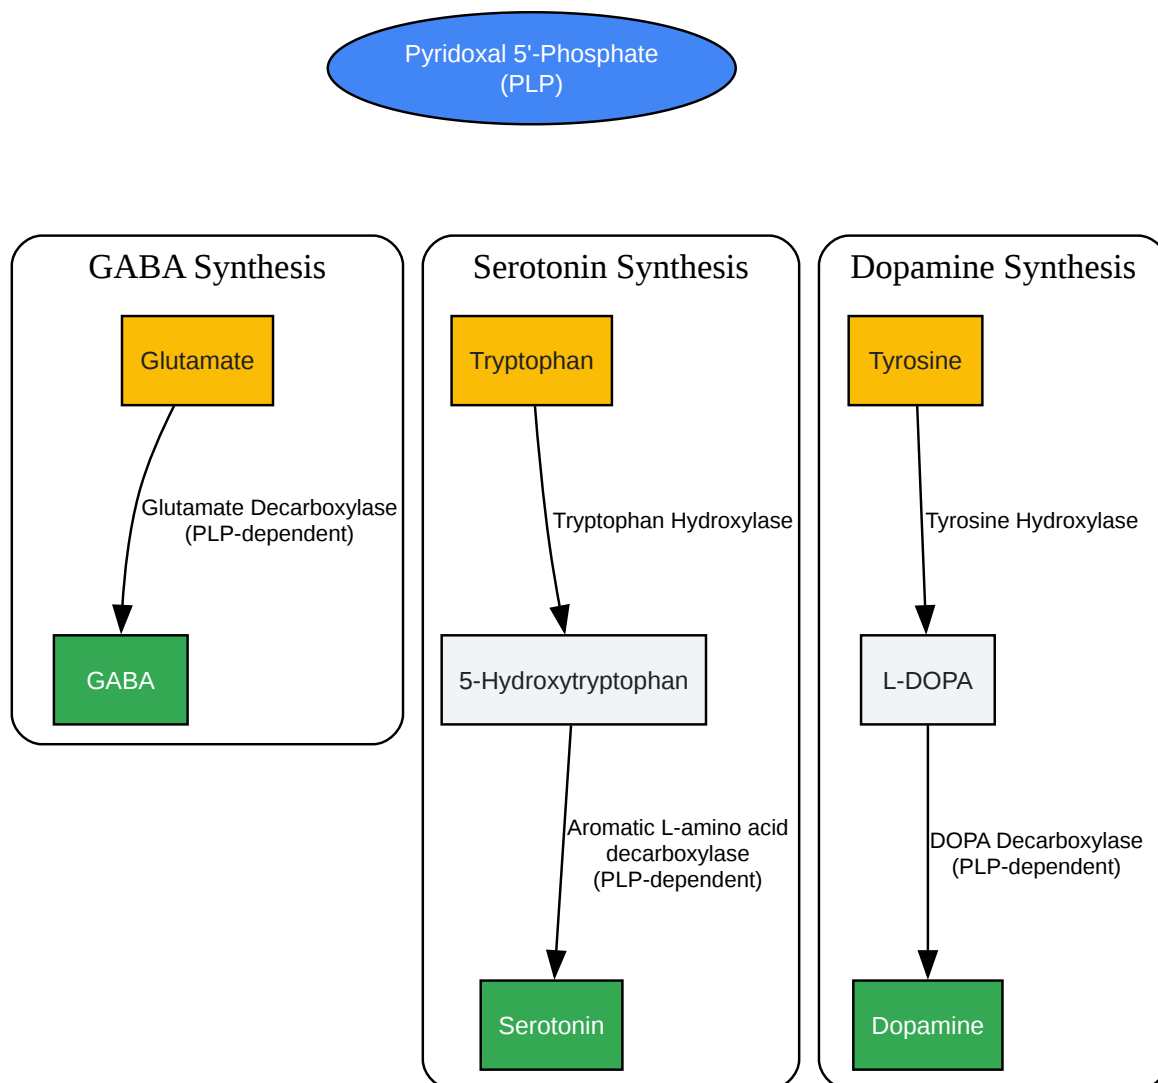 Pyridoxal 5'-Phosphate
(PLP)
GABA Synthesis
Glutamate
Glutamate Decarboxylase
(PLP-dependent)
GABA
Serotonin Synthesis
Tryptophan
Tryptophan Hydroxylase
5-Hydroxytryptophan
Aromatic L-amino acid
decarboxylase
(PLP-dependent)
Serotonin
Dopamine Synthesis
Tyrosine
Tyrosine Hydroxylase
L-DOPA
DOPA Decarboxylase
(PLP-dependent)
Dopamine